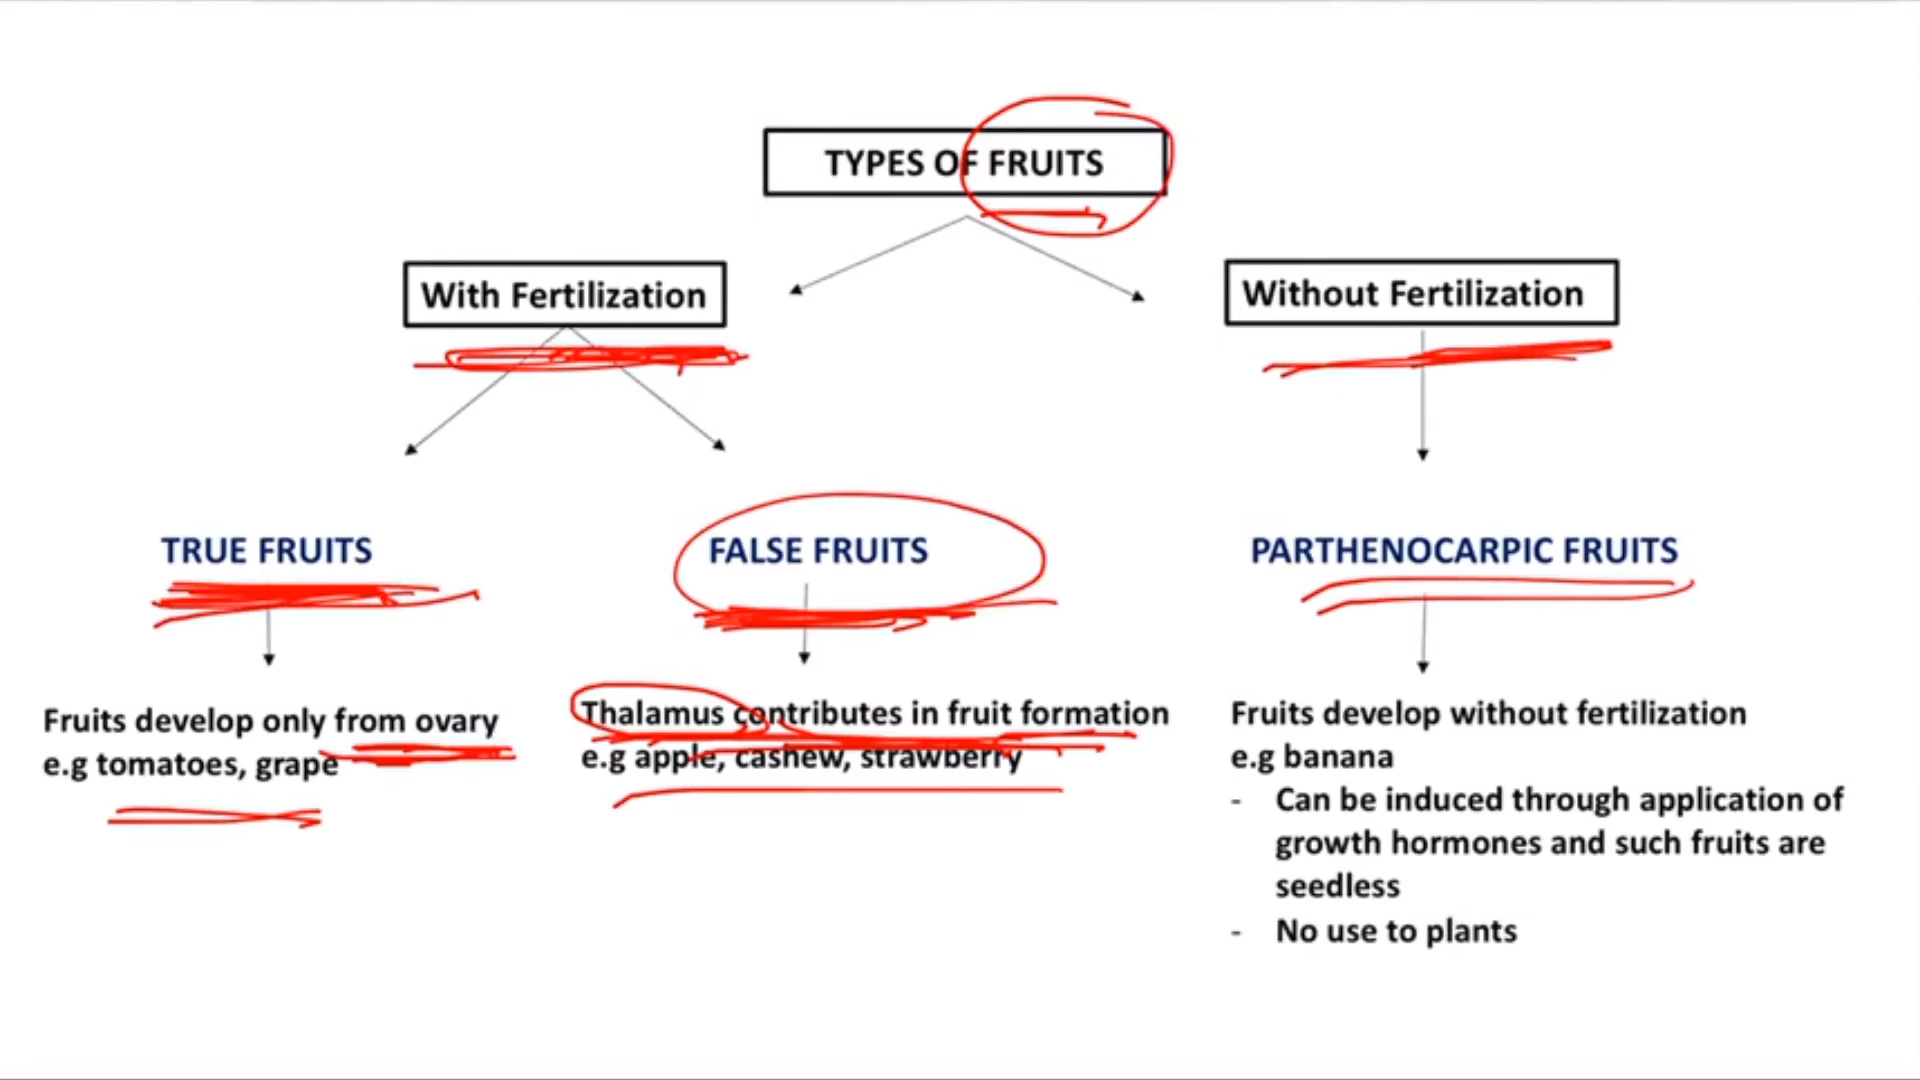 TYPES OF FRUITS
With Fertilization
Without Fertilization
TRUE FRUITS
FALSE FRUITS
PARTHENOCARPIC FRUITS
Fruits develop only from ovary
e.g tomatoes, grape
Thalamus contributes in fruit formation
e.g apple, cashew, strawberry
Fruits develop without fertilization
e.g banana
- Can be induced through application of
growth hormones and such fruits are
seedless
- No use to plants